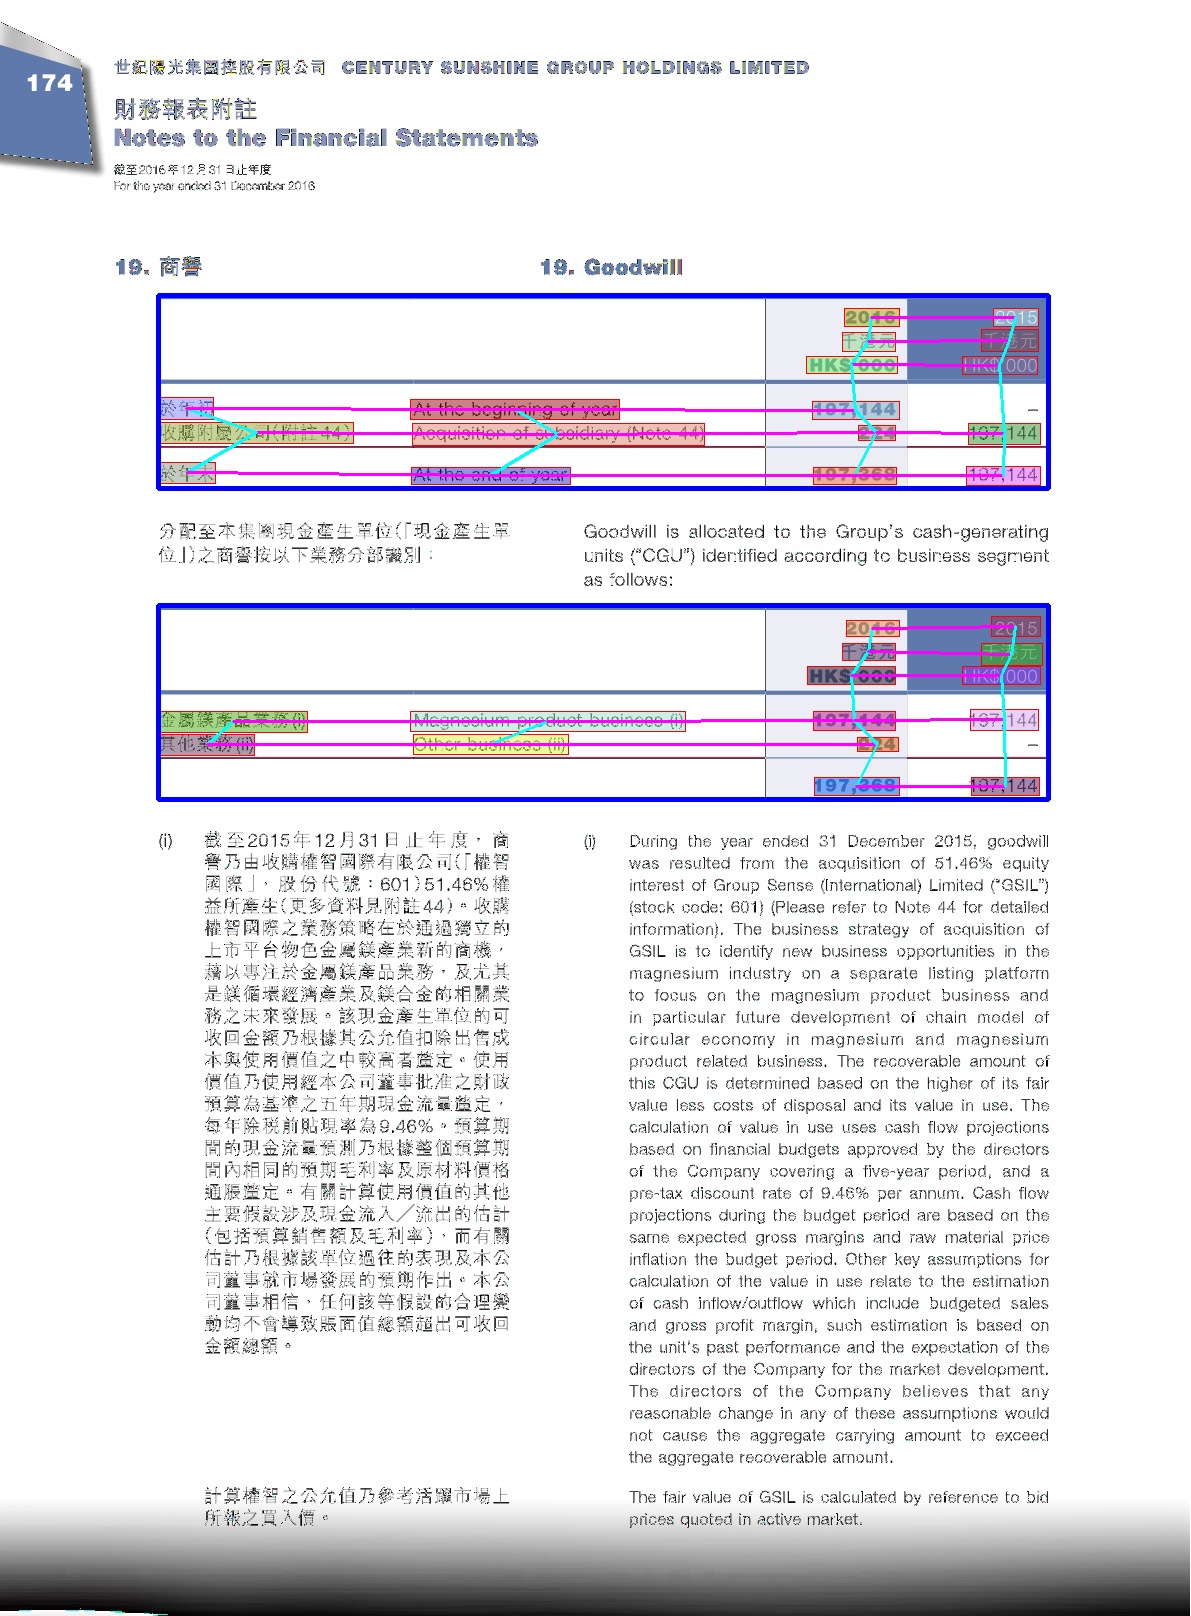 174
世紀陽光集團控股有限公司 CENTURY SUNSHINE GROUP HOLDINGS LIMITED
財務報表附註
Notes to the Financial Statements
截至2016年12月31日止年度
For the year ended 31 December 2016
19. 商譽
19. Goodwill
2016 2015
千港元 千港元
HK$'000 HK$'000
於年初 At the beginning of year 197,144 –
收購附屬公司(附註44) Acquisition of subsidiary (Note 44) 224 197,144
於年末 At the end of year 197,368 197,144
分配至本集團現金產生單位(「現金產生單
位」)之商譽按以下業務分部識別：
Goodwill is allocated to the Group's cash-generating
units ("CGU") identified according to business segment
as follows:
2016 2015
千港元 千港元
HK$'000 HK$'000
金屬鎂產品業務(i) Magnesium product business (i) 197,144 197,144
其他業務(ii) Other business (ii) 224 –
197,368 197,144
(i) 截至2015年12月31日止年度，商
譽乃由收購權智國際有限公司(「權智
國際」，股份代號：601)51.46%權
益所產生(更多資料見附註44)。收購
權智國際之業務策略在於通過獨立的
上市平台物色金屬鎂產業新的商機，
藉以專注於金屬鎂產品業務，及尤其
是鎂循環經濟產業及鎂合金的相關業
務之未來發展。該現金產生單位的可
收回金額乃根據其公允值扣除出售成
本與使用價值之中較高者釐定。使用
價值乃使用經本公司董事批准之財政
預算為基準之五年期現金流量釐定，
每年除稅前貼現率為9.46%。預算期
間的現金流量預測乃根據整個預算期
間內相同的預期毛利率及原材料價格
通脹釐定。有關計算使用價值的其他
主要假設涉及現金流入／流出的估計
(包括預算銷售額及毛利率)，而有關
估計乃根據該單位過往的表現及本公
司董事就市場發展的預期作出。本公
司董事相信，任何該等假設的合理變
動均不會導致賬面值總額超出可收回
金額總額。
計算權智之公允值乃參考活躍市場上
所報之買入價。
(i) During the year ended 31 December 2015, goodwill
was resulted from the acquisition of 51.46% equity
interest of Group Sense (International) Limited ("GSIL")
(stock code: 601) (Please refer to Note 44 for detailed
information). The business strategy of acquisition of
GSIL is to identify new business opportunities in the
magnesium industry on a separate listing platform
to focus on the magnesium product business and
in particular future development of chain model of
circular economy in magnesium and magnesium
product related business. The recoverable amount of
this CGU is determined based on the higher of its fair
value less costs of disposal and its value in use. The
calculation of value in use uses cash flow projections
based on financial budgets approved by the directors
of the Company covering a five-year period, and a
pre-tax discount rate of 9.46% per annum. Cash flow
projections during the budget period are based on the
same expected gross margins and raw material price
inflation the budget period. Other key assumptions for
calculation of the value in use relate to the estimation
of cash inflow/outflow which include budgeted sales
and gross profit margin, such estimation is based on
the unit's past performance and the expectation of the
directors of the Company for the market development.
The directors of the Company believes that any
reasonable change in any of these assumptions would
not cause the aggregate carrying amount to exceed
the aggregate recoverable amount.
The fair value of GSIL is calculated by reference to bid
prices quoted in active market.